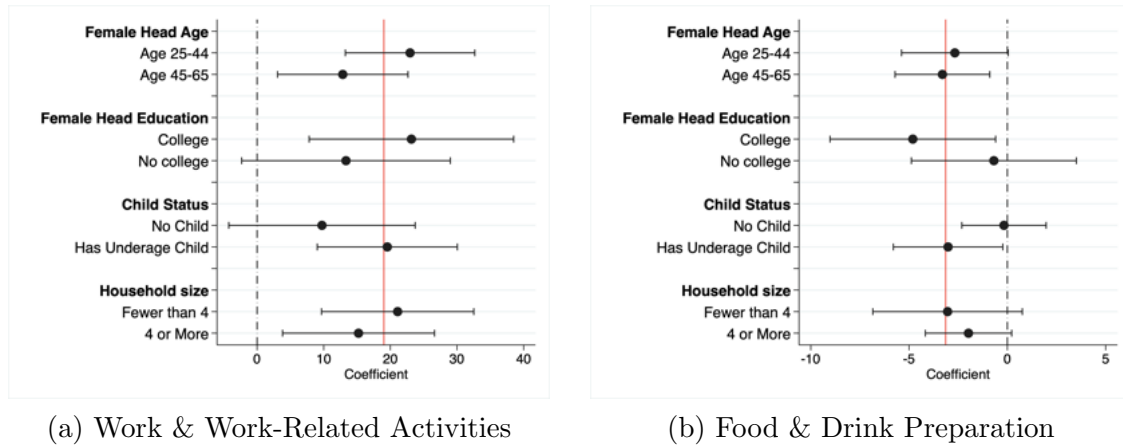 Female Head Age
Age 25-44
Age 45-65
Female Head Education
College
No college
Child Status
No Child
Has Underage Child
Household size
Fewer than 4
4 or More
0 10 20 30 40
Coefficient
(a) Work & Work-Related Activities
Female Head Age
Age 25-44
Age 45-65
Female Head Education
College
No college
Child Status
No Child
Has Underage Child
Household size
Fewer than 4
4 or More
-10 -5 0 5
Coefficient
(b) Food & Drink Preparation